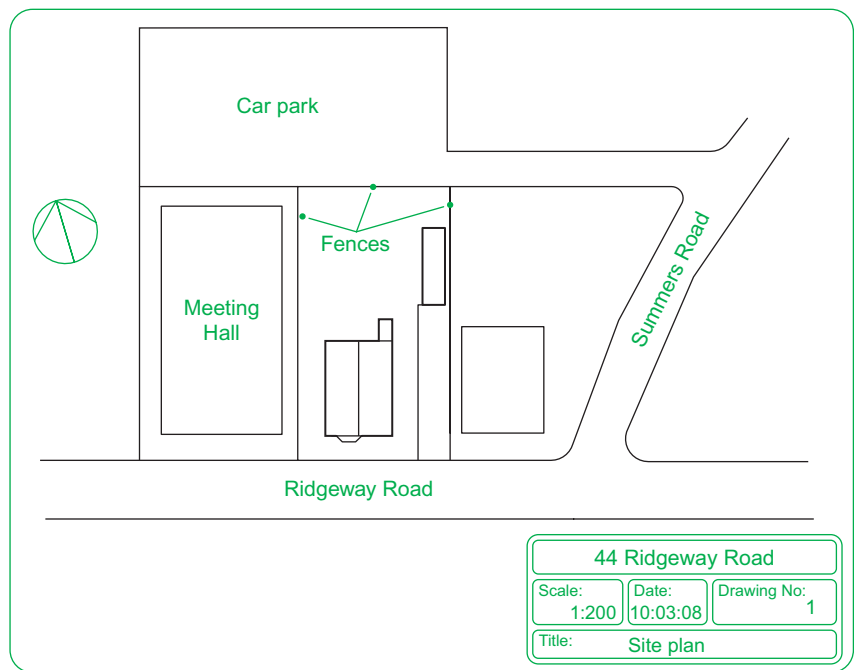 Car park
Fences
Meeting
Hall
Summers Road
Ridgeway Road
44 Ridgeway Road
Scale:
1:200
Date:
10:03:08
Drawing No:
1
Title:
Site plan